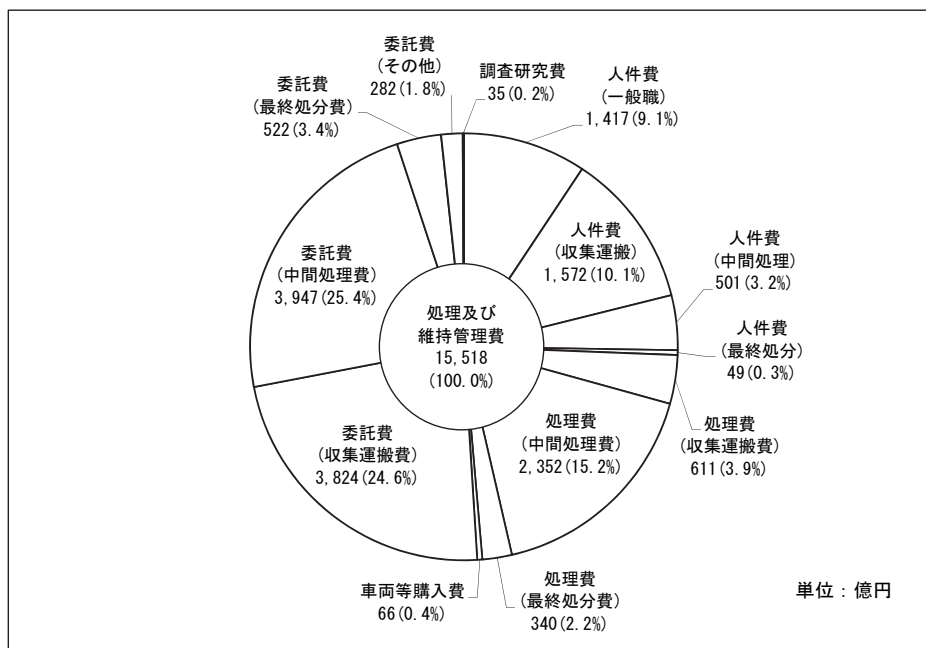 調査研究費
35(0.2%)
人件費
(一般職)
1,417(9.1%)
人件費
(収集運搬)
1,572(10.1%)
人件費
(中間処理)
501(3.2%)
人件費
(最終処分)
49(0.3%)
処理費
(収集運搬費)
611(3.9%)
処理費
(中間処理費)
2,352(15.2%)
処理費
(最終処分費)
340(2.2%)
車両等購入費
66(0.4%)
委託費
(収集運搬費)
3,824(24.6%)
委託費
(中間処理費)
3,947(25.4%)
委託費
(最終処分費)
522(3.4%)
委託費
(その他)
282(1.8%)
処理及び
維持管理費
15,518
(100.0%)
単位：億円